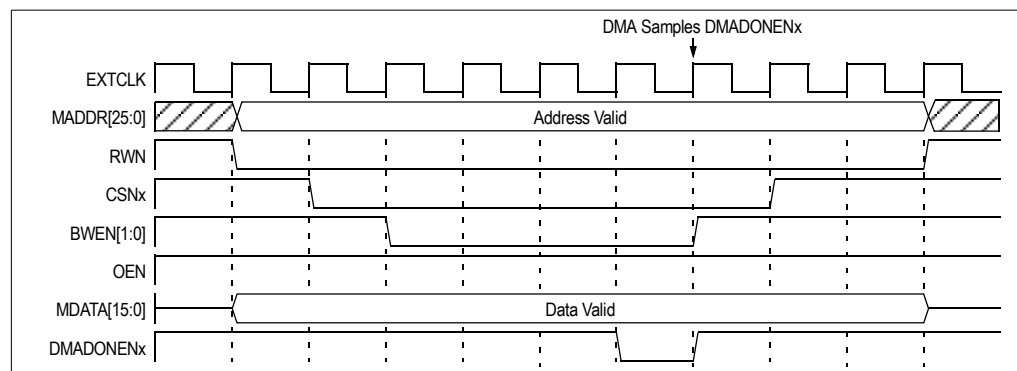 DMA Samples DMADONENx
EXTCLK
MADDR[25:0]
Address Valid
RWN
CSNx
BWEN[1:0]
OEN
MDATA[15:0]
Data Valid
DMADONENx